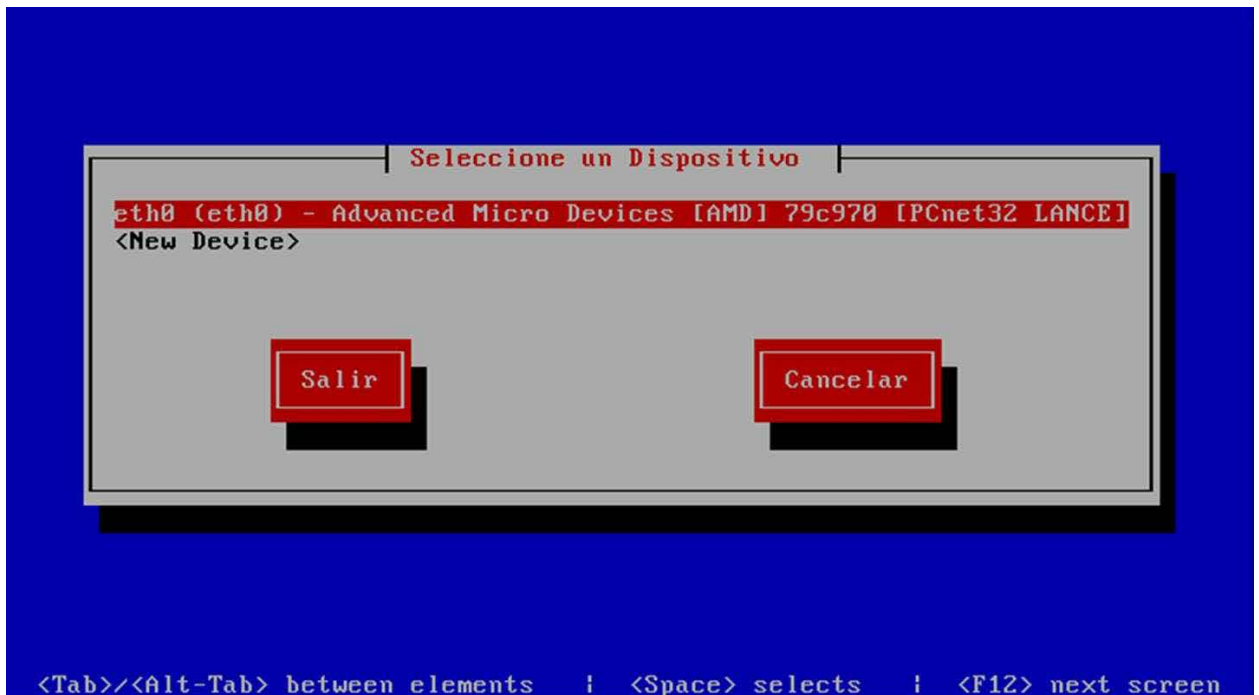 Seleccione un Dispositivo
eth0 (eth0) - Advanced Micro Devices [AMD] 79c970 [PCnet32 LANCE]
<New Device>
Salir Cancelar
<Tab>/<Alt-Tab> between elements ¦ <Space> selects ¦ <F12> next screen